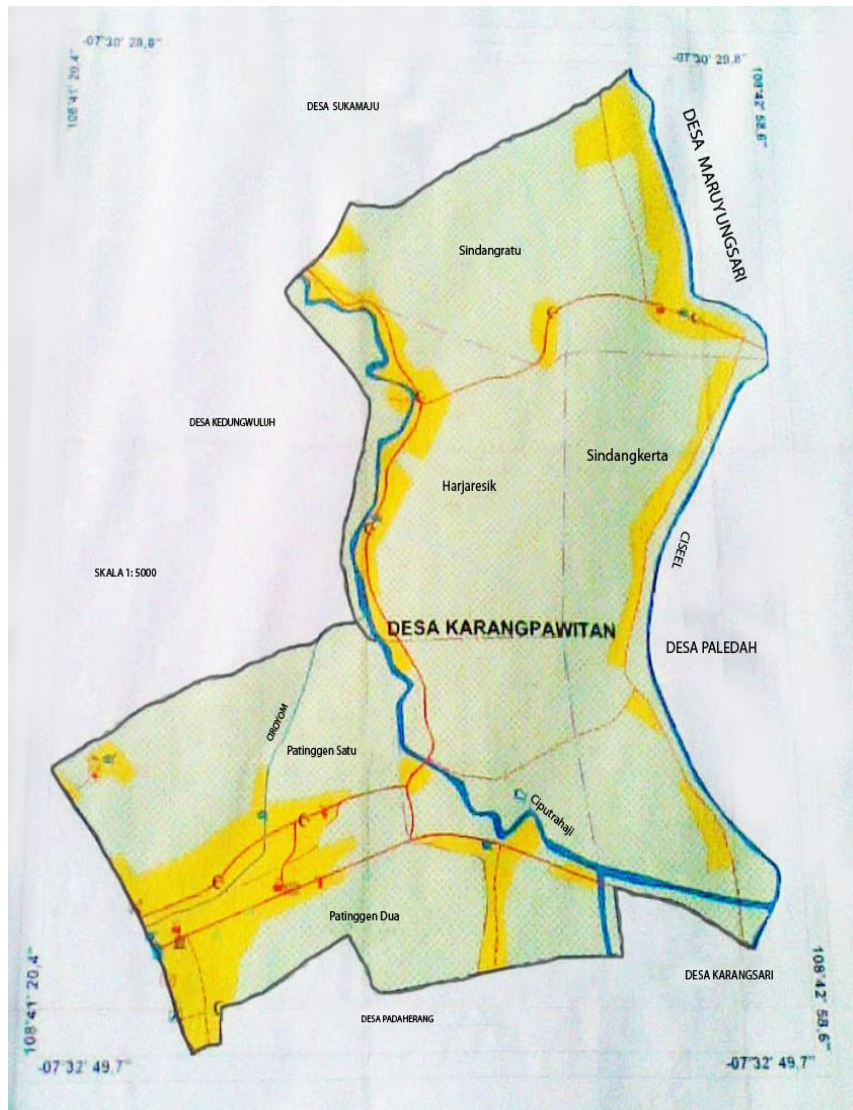 -07°30' 29,8"
-07°30' 29,8"
108°41' 20,4"
108°42' 58,6"
DESA SUKAMAJU
DESA MARUYUNGSARI
Sindangratu
DESA KEDUNGWULUH
Sindangkerta
Harjaresik
CISEEL
SKALA 1: 5000
DESA KARANGPAWITAN
DESA PALEDAH
CIROYOM
Patinggen Satu
Ciputrahaji
Patinggen Dua
108°41' 20,4"
108°42' 58,6"
DESA KARANGSARI
DESA PADAHERANG
-07°32' 49,7"
-07°32' 49,7"